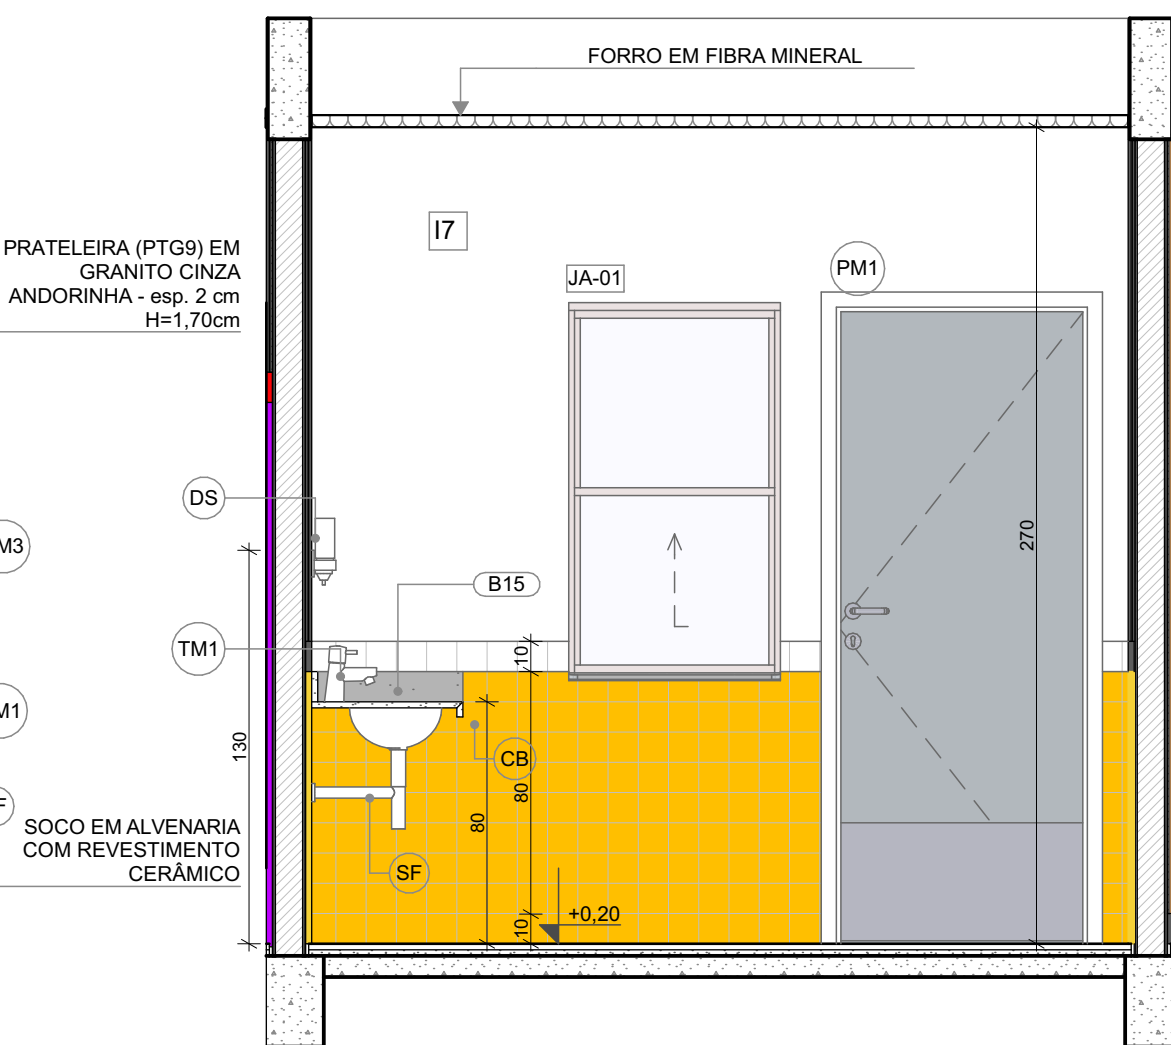 FORRO EM FIBRA MINERAL
I7
PRATELEIRA (PTG9) EM
GRANITO CINZA
ANDORINHA - esp. 2 cm
H=1,70cm
JA-01
PM1
DS
M3
B15
270
TM1
10
M1
130
CB
80
80
F
SOCO EM ALVENARIA
COM REVESTIMENTO
CERÂMICO
SF
+0,20
10